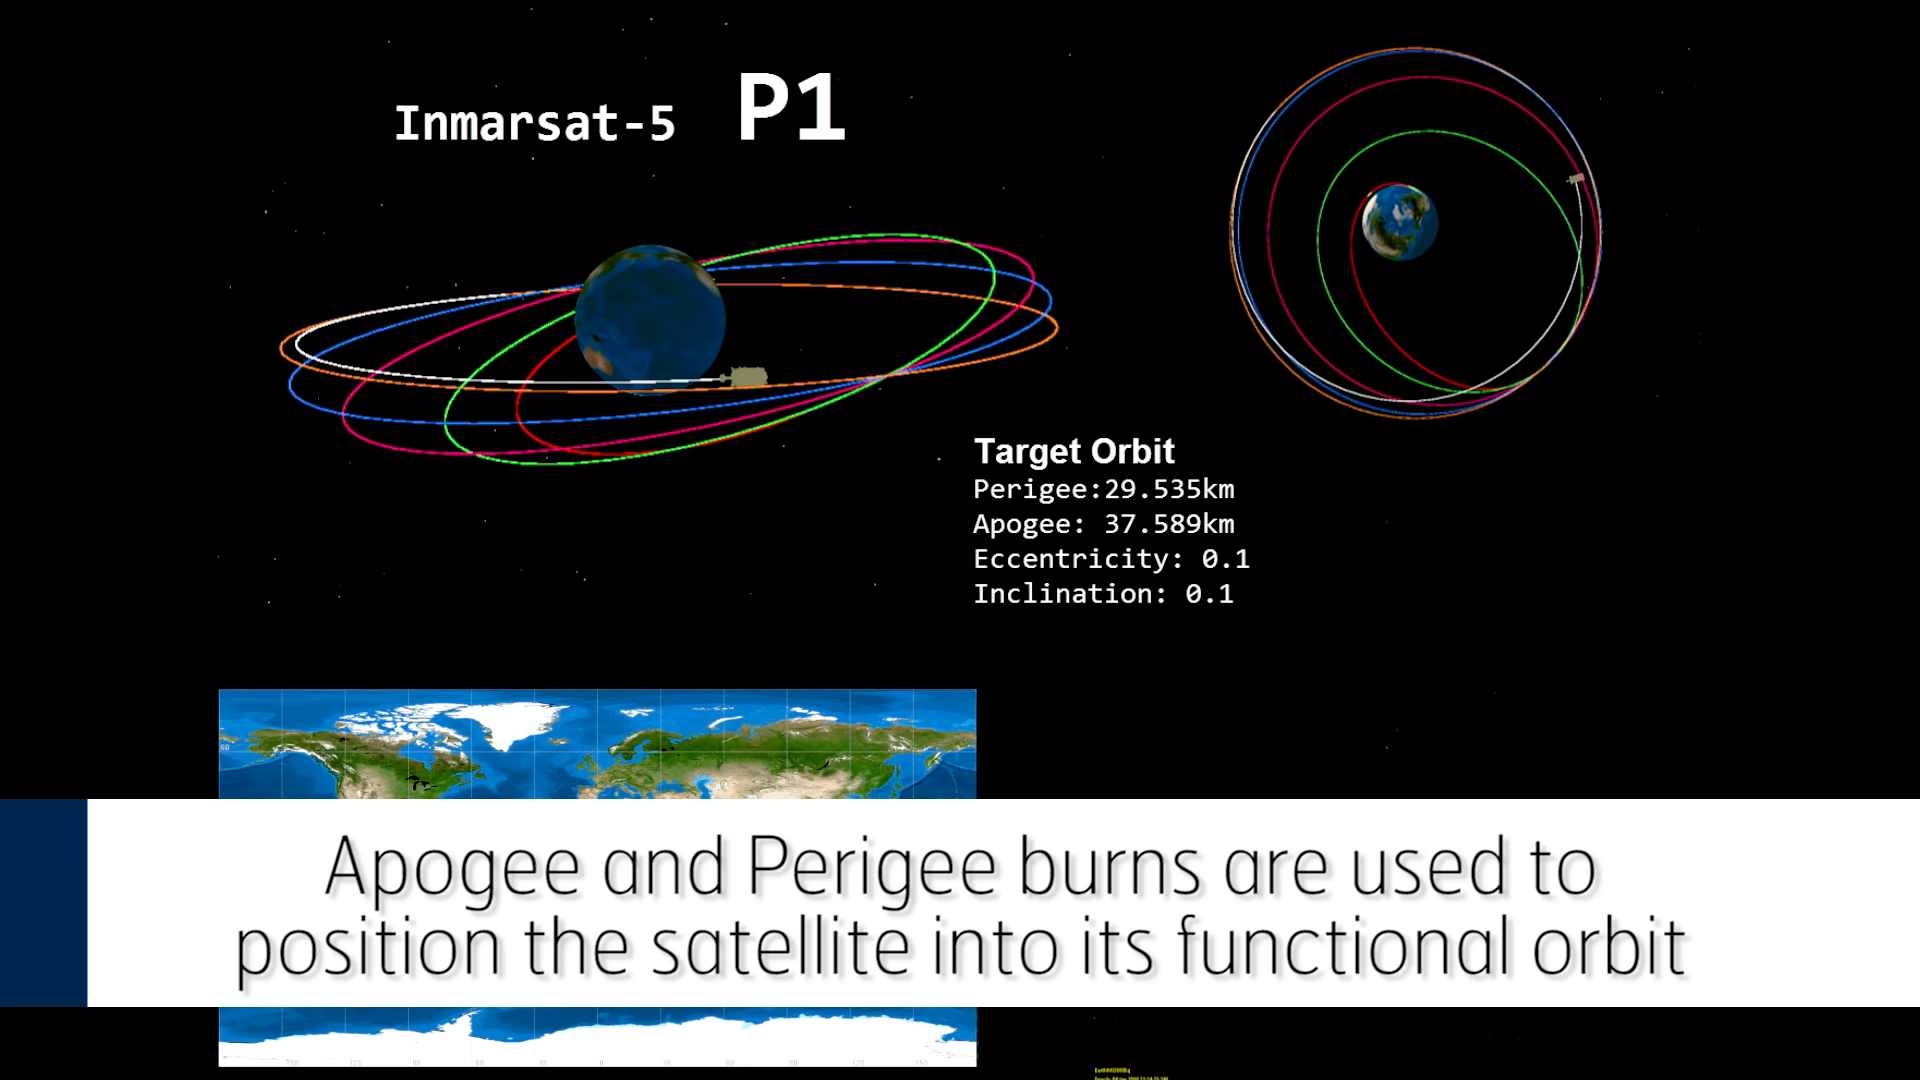 Inmarsat-5 P1
Target Orbit
Perigee:29.535km
Apogee: 37.589km
Eccentricity: 0.1
Inclination: 0.1
60
Apogee and Perigee burns are used to
position the satellite into its functional orbit